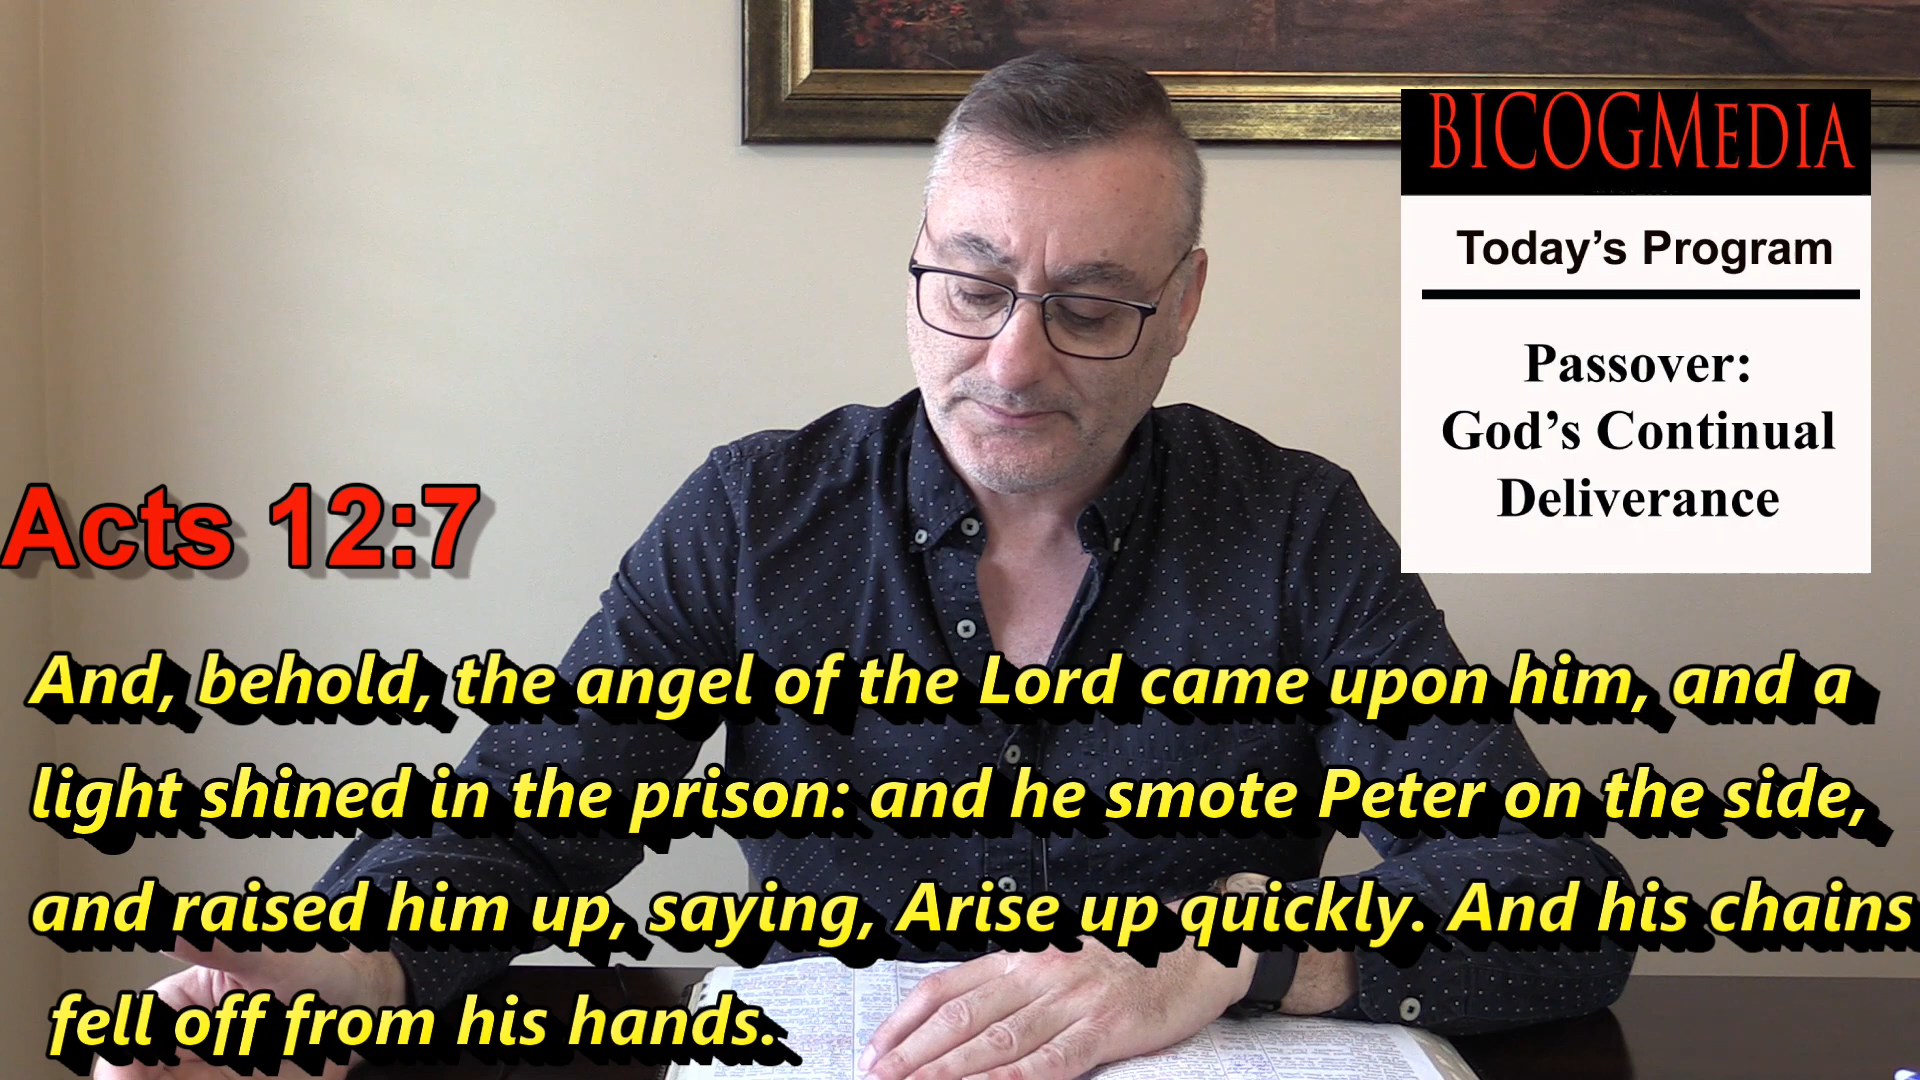 BICOGMEDIA
Today's Program
Passover:
God's Continual
Deliverance
Acts 12:7
And, behold, the angel of the Lord came upon him, and a
light shined in the prison: and he smote Peter on the side,
and raised him up, saying, Arise up quickly. And his chains
fell off from his hands.